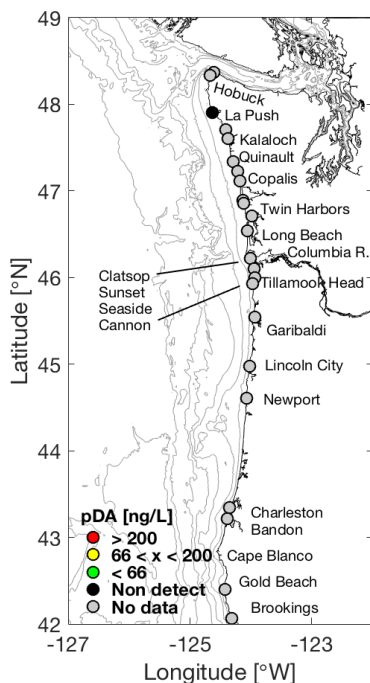 49
48
47
46
45
44
43
42
Latitude [°N]
Hobuck
La Push
Kalaloch
Quinault
Copalis
Twin Harbors
Long Beach
Columbia R.
Clatsop
Sunset
Seaside
Cannon
Tillamook Head
Garibaldi
Lincoln City
Newport
Charleston
Bandon
Cape Blanco
Gold Beach
Brookings
pDA [ng/L]
> 200
66 < x < 200
< 66
Non detect
No data
-127
-125
-123
Longitude [°W]